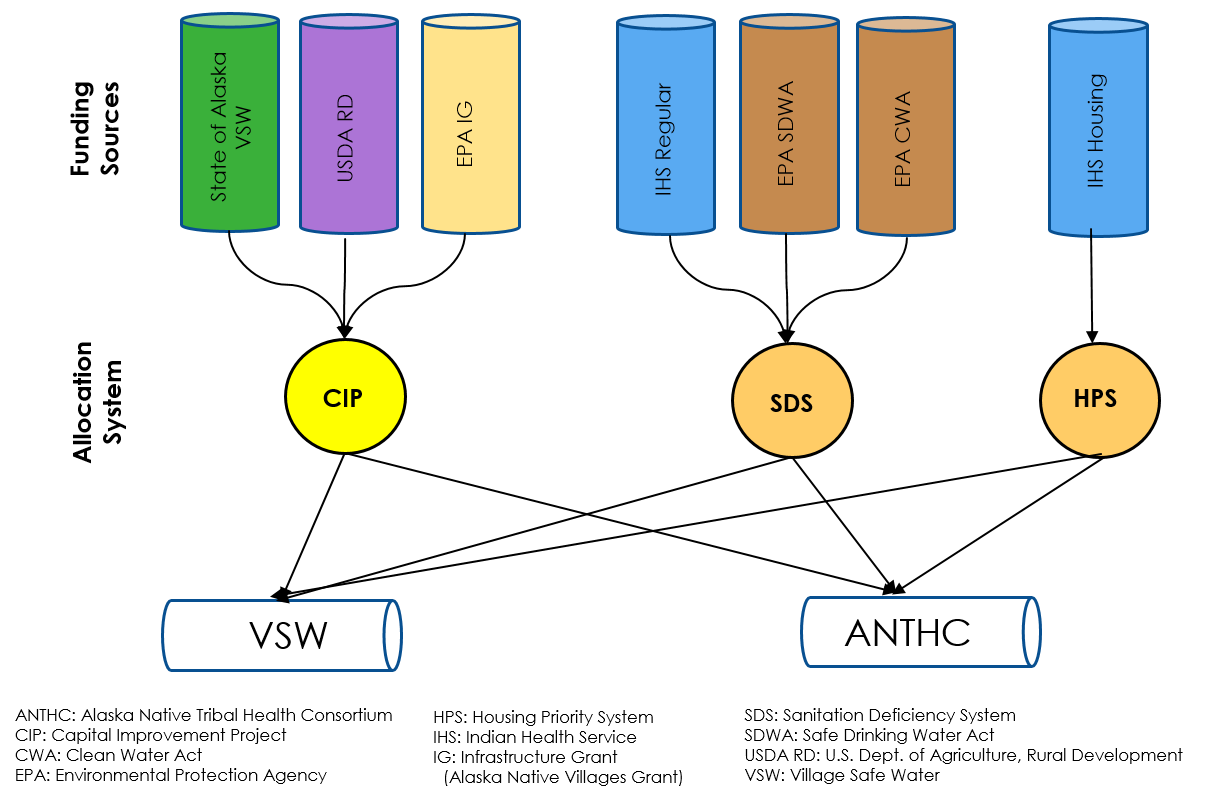 Funding
Sources
State of Alaska
VSW
USDA RD
EPA IG
IHS Regular
EPA SDWA
EPA CWA
IHS Housing
Allocation
System
CIP
SDS
HPS
VSW
ANTHC
ANTHC: Alaska Native Tribal Health Consortium
CIP: Capital Improvement Project
CWA: Clean Water Act
EPA: Environmental Protection Agency
HPS: Housing Priority System
IHS: Indian Health Service
IG: Infrastructure Grant
(Alaska Native Villages Grant)
SDS: Sanitation Deficiency System
SDWA: Safe Drinking Water Act
USDA RD: U.S. Dept. of Agriculture, Rural Development
VSW: Village Safe Water